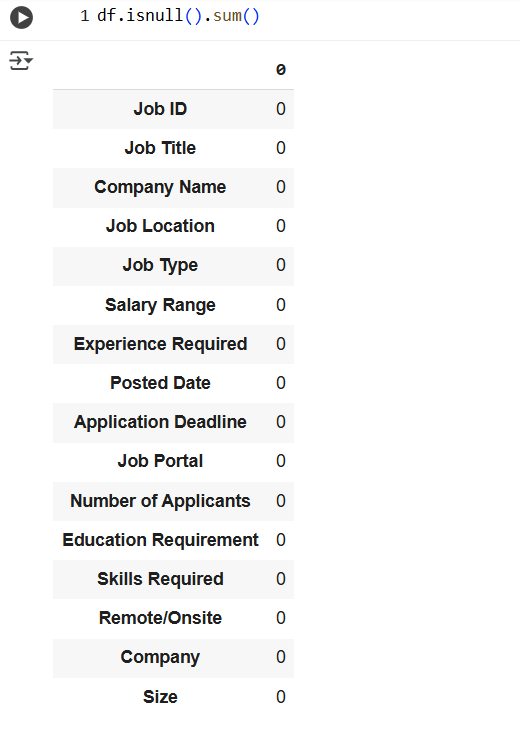 1 df.isnull().sum()
0
Job ID 0
Job Title 0
Company Name 0
Job Location 0
Job Type 0
Salary Range 0
Experience Required 0
Posted Date 0
Application Deadline 0
Job Portal 0
Number of Applicants 0
Education Requirement 0
Skills Required 0
Remote/Onsite 0
Company 0
Size 0